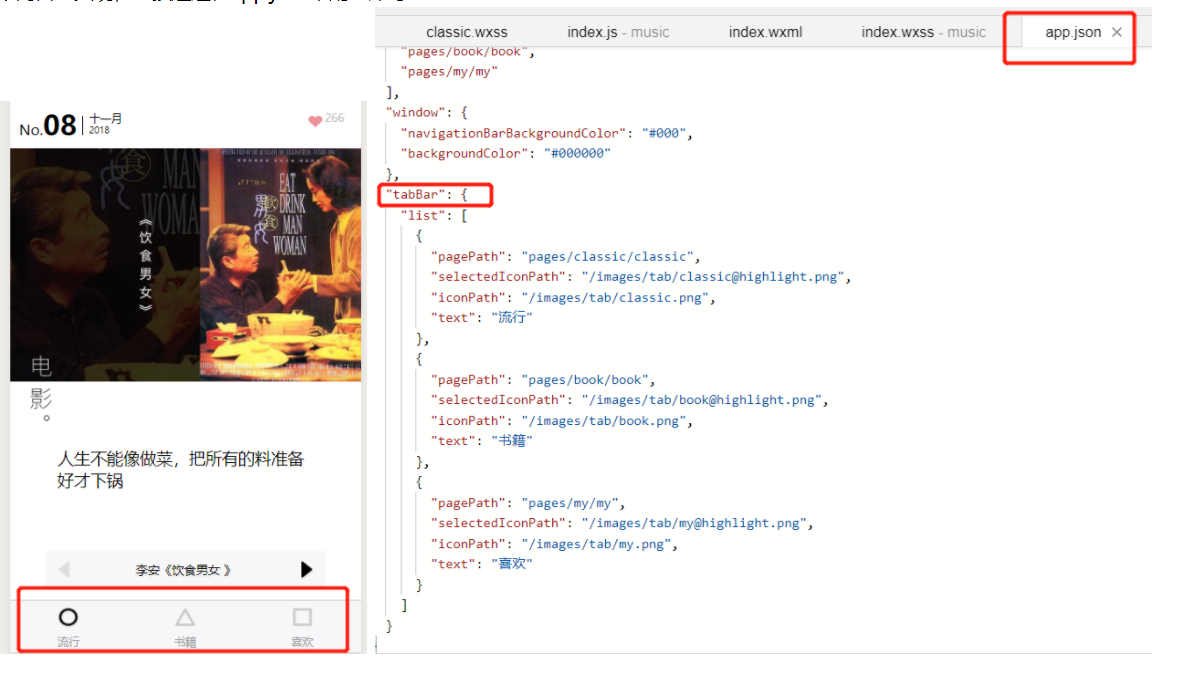 classic.wxss index.js - music index.wxml index.wxss - music app.json ×
"pages/book/book",
"pages/my/my"
],
"window": {
"navigationBarBackgroundColor": "#000",
"backgroundColor": "#000000"
},
"tabBar": {
"list": [
{
"pagePath": "pages/classic/classic",
"selectedIconPath": "/images/tab/classic@highlight.png",
"iconPath": "/images/tab/classic.png",
"text": "流行"
},
{
"pagePath": "pages/book/book",
"selectedIconPath": "/images/tab/book@highlight.png",
"iconPath": "/images/tab/book.png",
"text": "书籍"
},
{
"pagePath": "pages/my/my",
"selectedIconPath": "/images/tab/my@highlight.png",
"iconPath": "/images/tab/my.png",
"text": "喜欢"
}
]
}
No.08
十一月
2018
266
MAN
WOMA
《饮食男女》
EAT
DRINK
MAN
WOMAN
电
影
。
人生不能像做菜，把所有的料准备
好才下锅
李安《饮食男女 》
流行 书籍 喜欢